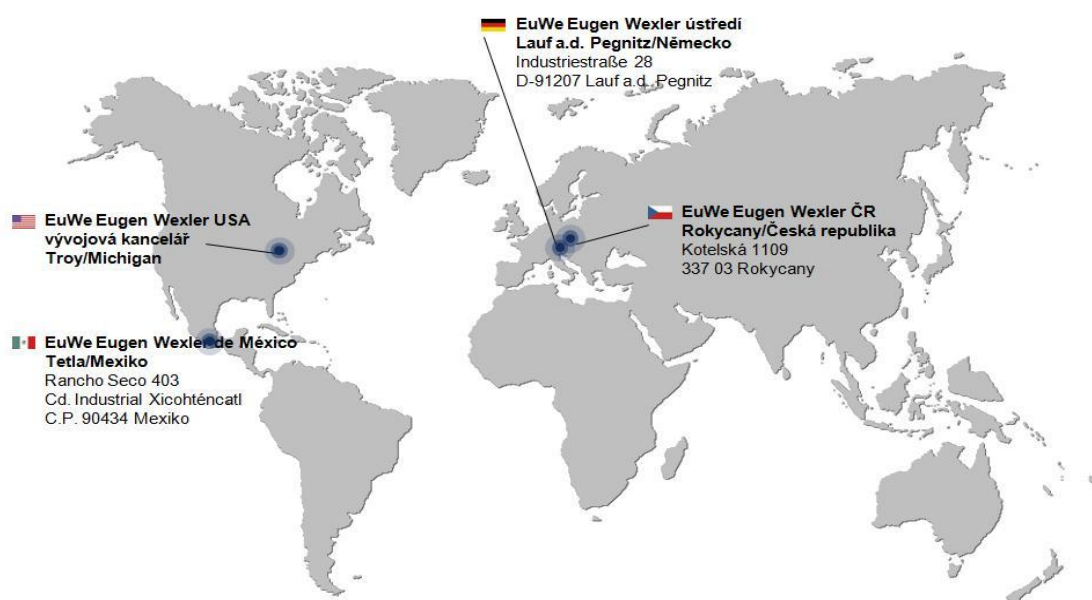 EuWe Eugen Wexler ústředí
Lauf a.d. Pegnitz/Německo
Industriestraße 28
D-91207 Lauf a.d. Pegnitz
EuWe Eugen Wexler USA
vývojová kancelář
Troy/Michigan
EuWe Eugen Wexler ČR
Rokycany/Česká republika
Kotelská 1109
337 03 Rokycany
EuWe Eugen Wexler de México
Tetla/Mexiko
Rancho Seco 403
Cd. Industrial Xicohténcatl
C.P. 90434 Mexiko